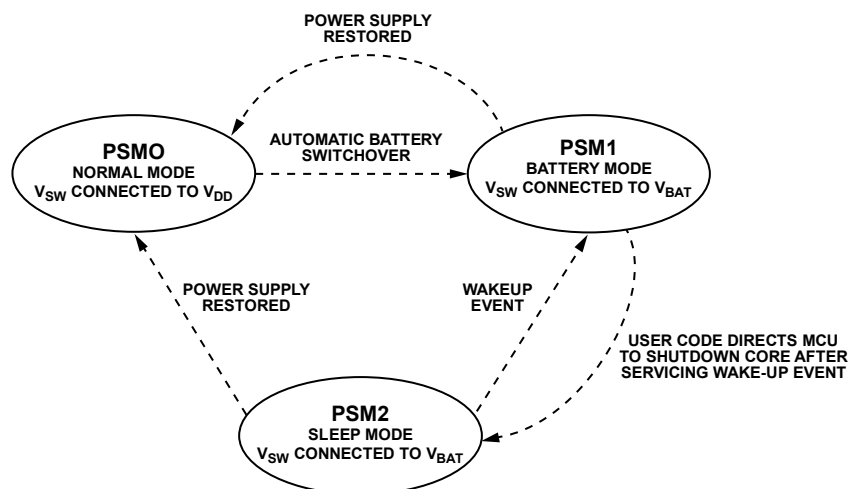 POWER SUPPLY
RESTORED
PSMO
NORMAL MODE
VSW CONNECTED TO VDD
AUTOMATIC BATTERY
SWITCHOVER
PSM1
BATTERY MODE
VSW CONNECTED TO VBAT
POWER SUPPLY
RESTORED
WAKEUP
EVENT
USER CODE DIRECTS MCU
TO SHUTDOWN CORE AFTER
SERVICING WAKE-UP EVENT
PSM2
SLEEP MODE
VSW CONNECTED TO VBAT